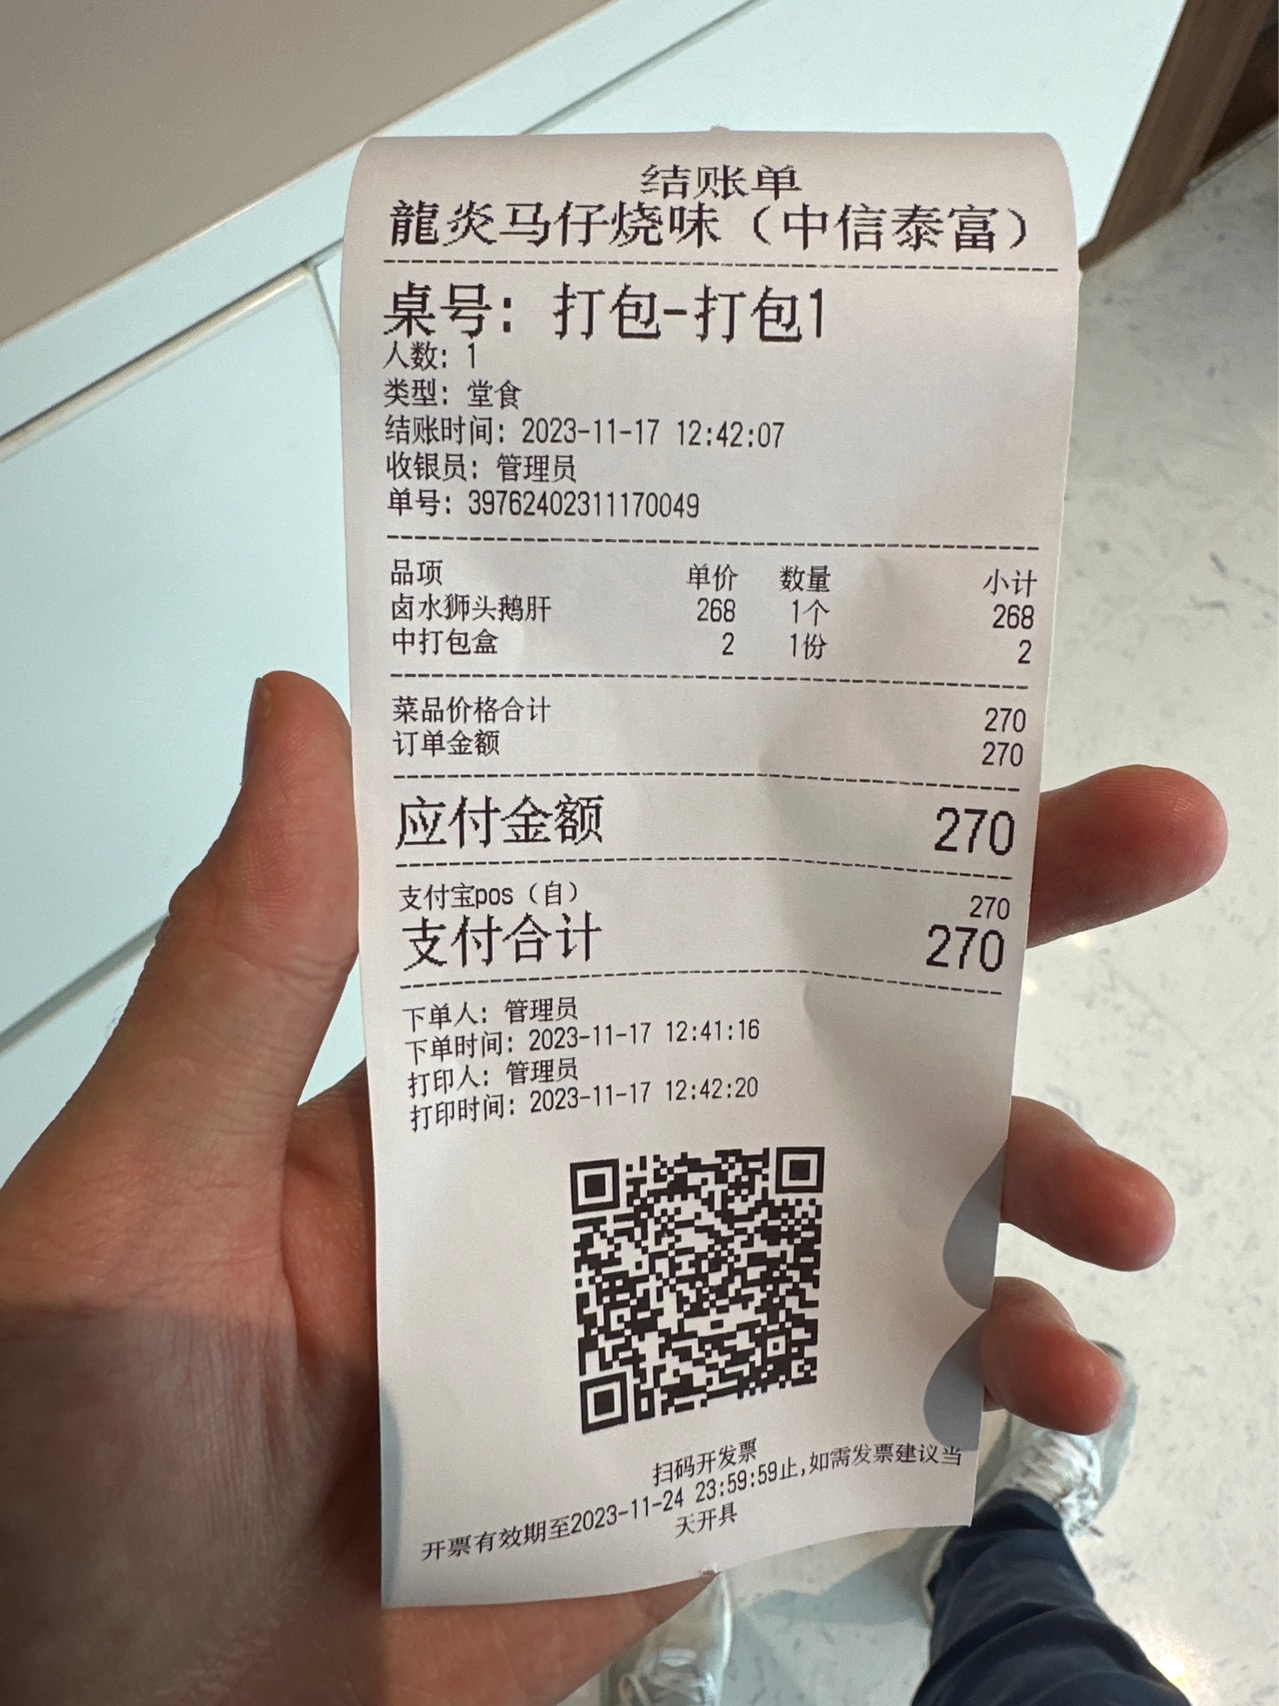 结账单
龍炎马仔烧味（中信泰富）
桌号：打包-打包1
人数：1
类型：堂食
结账时间：2023-11-17 12:42:07
收银员：管理员
单号：39762402311170049
品项 单价 数量 小计
卤水狮头鹅肝 268 1个 268
中打包盒 2 1份 2
菜品价格合计 270
订单金额 270
应付金额 270
支付宝pos（自） 270
支付合计 270
下单人：管理员
下单时间：2023-11-17 12:41:16
打印人：管理员
打印时间：2023-11-17 12:42:20
扫码开发票
开票有效期至2023-11-24 23:59:59止,如需发票建议当
天开具